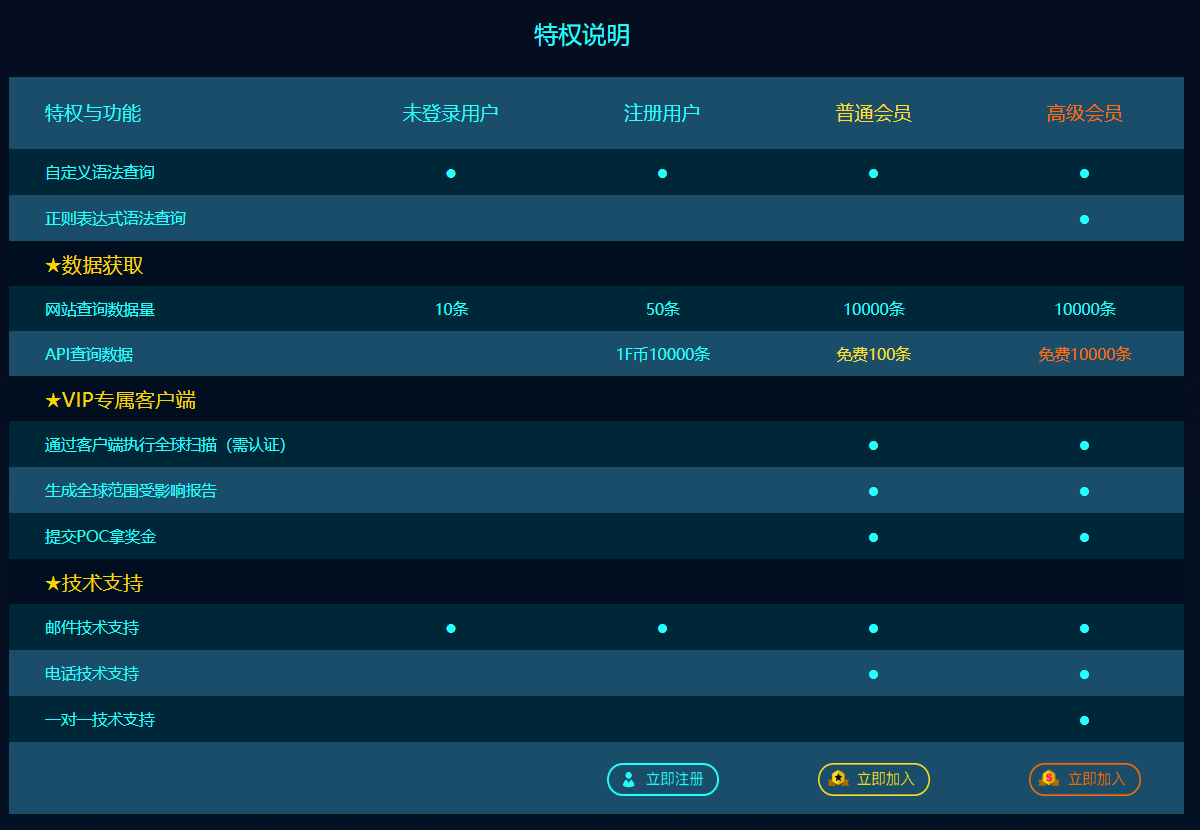 特权说明
特权与功能 未登录用户 注册用户 普通会员 高级会员
自定义语法查询 ● ● ● ●
正则表达式语法查询 ●
★数据获取
网站查询数据量 10条 50条 10000条 10000条
API查询数据 1F币10000条 免费100条 免费10000条
★VIP专属客户端
通过客户端执行全球扫描（需认证） ● ●
生成全球范围受影响报告 ● ●
提交POC拿奖金 ● ●
★技术支持
邮件技术支持 ● ● ● ●
电话技术支持 ● ●
一对一技术支持 ●
立即注册 立即加入 立即加入